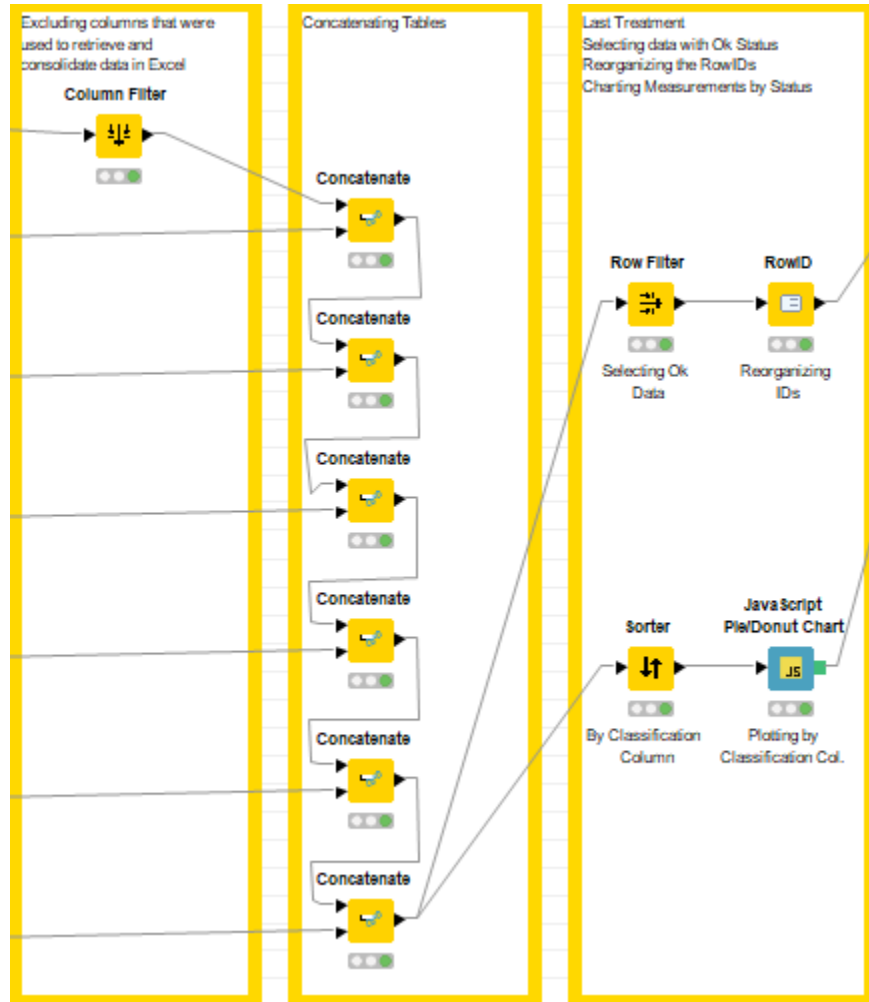 Excluding columns that were
used to retrieve and
consolidate data in Excel
Column Filter
Concatenating Tables
Concatenate
Concatenate
Concatenate
Concatenate
Concatenate
Concatenate
Last Treatment
Selecting data with Ok Status
Reorganizing the RowIDs
Charting Measurements by Status
Row Filter
Selecting Ok
Data
RowID
Reorganizing
IDs
Sorter
By Classification
Column
JavaScript
Pie/Donut Chart
JS
Plotting by
Classification Col.